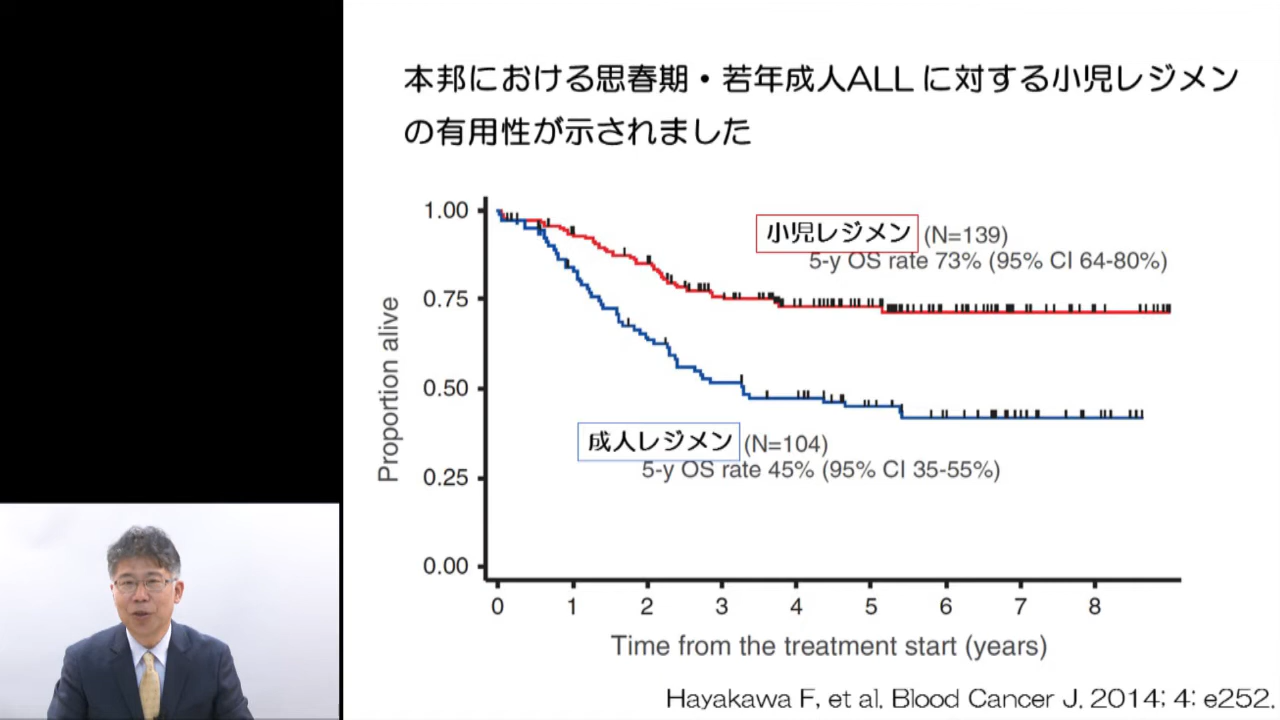 本邦における思春期・若年成人ALL に対する小児レジメン
の有用性が示されました
1.00
0.75
0.50
0.25
0.00
Proportion alive
小児レジメン (N=139)
5-y OS rate 73% (95% CI 64-80%)
成人レジメン (N=104)
5-y OS rate 45% (95% CI 35-55%)
0 1 2 3 4 5 6 7 8
Time from the treatment start (years)
Hayakawa F, et al. Blood Cancer J. 2014; 4: e252.